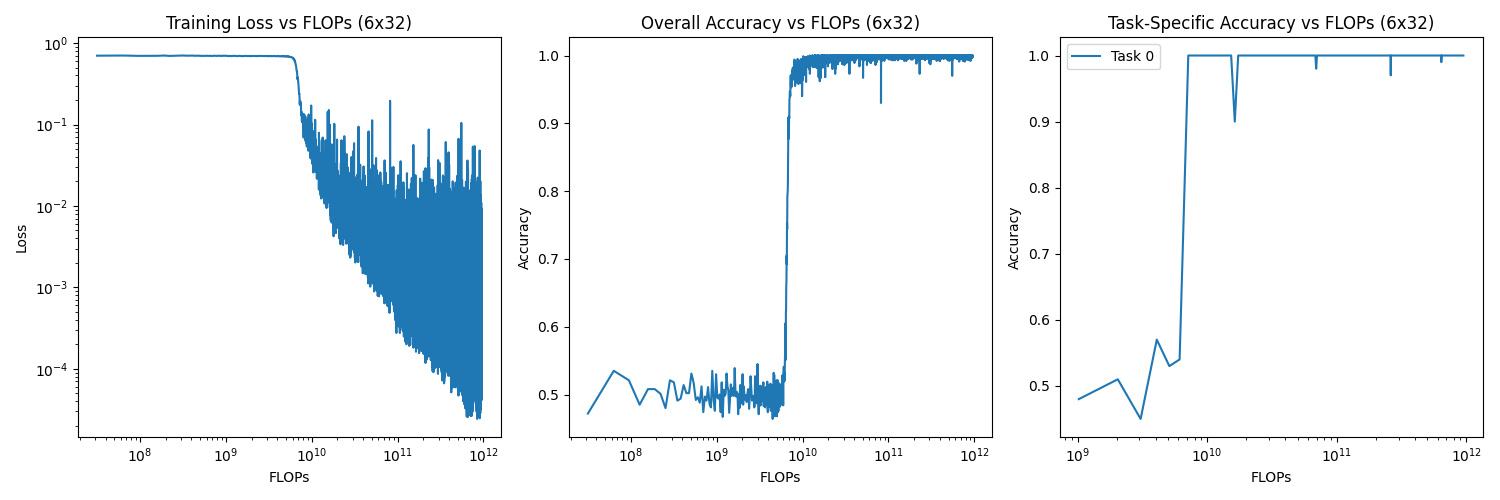 Training Loss vs FLOPs (6x32)
Loss
10⁰
10⁻¹
10⁻²
10⁻³
10⁻⁴
10⁸ 10⁹ 10¹⁰ 10¹¹ 10¹²
FLOPs
Overall Accuracy vs FLOPs (6x32)
Accuracy
1.0
0.9
0.8
0.7
0.6
0.5
10⁸ 10⁹ 10¹⁰ 10¹¹ 10¹²
FLOPs
Task-Specific Accuracy vs FLOPs (6x32)
Task 0
Accuracy
1.0
0.9
0.8
0.7
0.6
0.5
10⁹ 10¹⁰ 10¹¹ 10¹²
FLOPs